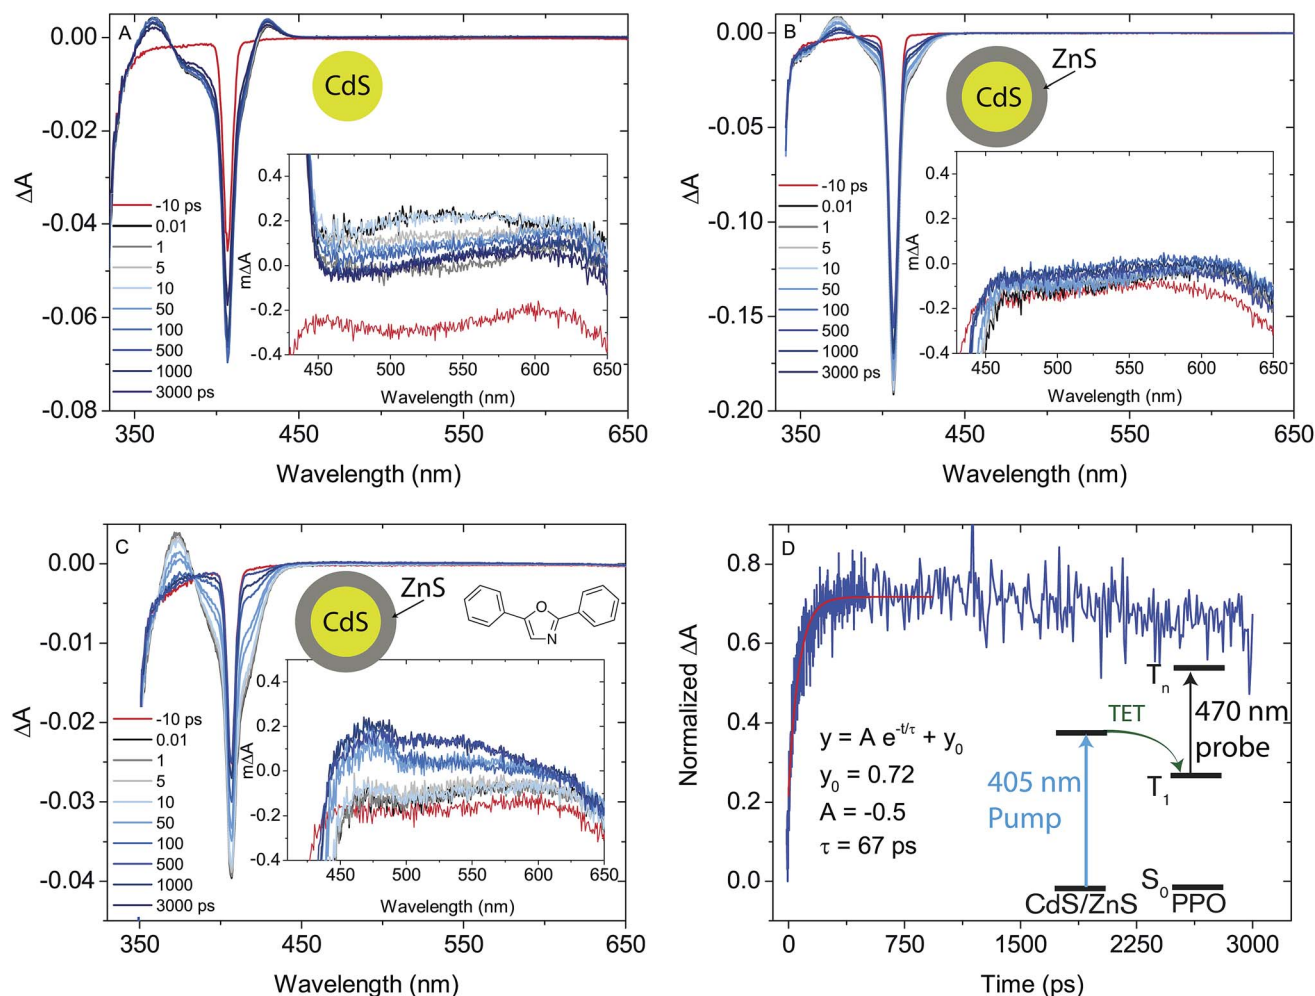 A
0.00
-0.02
-0.04
-0.06
-0.08
ΔA
CdS
-10 ps
0.01
1
5
10
50
100
500
1000
3000 ps
0.4
0.2
0.0
-0.2
-0.4
mΔA
450 500 550 600 650
Wavelength (nm)
350 450 550 650
Wavelength (nm)
B
0.00
-0.05
-0.10
-0.15
-0.20
ΔA
ZnS
CdS
-10 ps
0.01
1
5
10
50
100
500
1000
3000 ps
0.4
0.2
0.0
-0.2
-0.4
mΔA
450 500 550 600 650
Wavelength (nm)
350 450 550 650
Wavelength (nm)
C
0.00
-0.01
-0.02
-0.03
-0.04
ΔA
ZnS
CdS
O
N
-10 ps
0.01
1
5
10
50
100
500
1000
3000 ps
0.4
0.2
0.0
-0.2
-0.4
mΔA
450 500 550 600 650
Wavelength (nm)
350 450 550 650
Wavelength (nm)
D
0.8
0.6
0.4
0.2
0.0
Normalized ΔA
y = A e^-t/τ + y₀
y₀ = 0.72
A = -0.5
τ = 67 ps
405 nm
Pump
TET
Tₙ
470 nm
probe
T₁
S₀
CdS/ZnS PPO
0 750 1500 2250 3000
Time (ps)